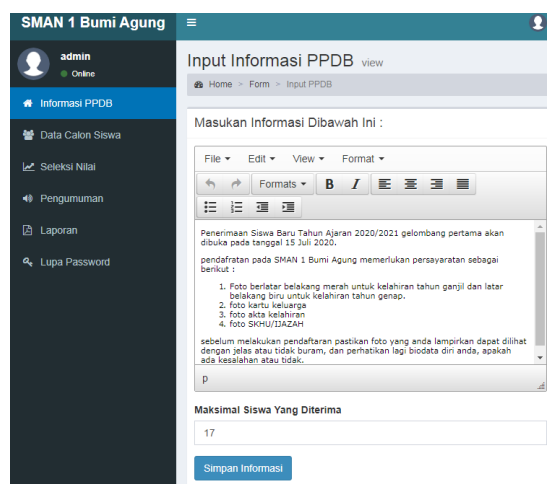 SMAN 1 Bumi Agung
admin
Online
Informasi PPDB
Data Calon Siswa
Seleksi Nilai
Pengumuman
Laporan
Lupa Password
Input Informasi PPDB view
Home > Form > Input PPDB
Masukan Informasi Dibawah Ini :
File Edit View Format
Formats B I
Penerimaan Siswa Baru Tahun Ajaran 2020/2021 gelombang pertama akan
dibuka pada tanggal 15 Juli 2020.
pendafratan pada SMAN 1 Bumi Agung memerlukan persayaratan sebagai
berikut :
1. Foto berlatar belakang merah untuk kelahiran tahun ganjil dan latar
belakang biru untuk kelahiran tahun genap.
2. foto kartu keluarga
3. foto akta kelahiran
4. foto SKHU/IJAZAH
sebelum melakukan pendaftaran pastikan foto yang anda lampirkan dapat dilihat
dengan jelas atau tidak buram, dan perhatikan lagi biodata diri anda, apakah
ada kesalahan atau tidak.
p
Maksimal Siswa Yang Diterima
17
Simpan Informasi